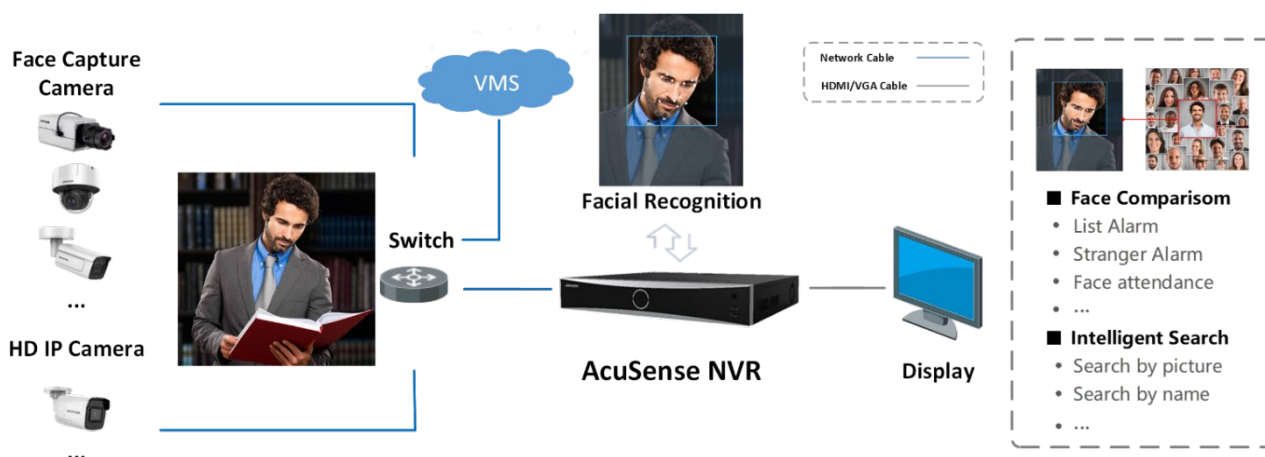 Face Capture
Camera
...
HD IP Camera
...
VMS
Switch
Facial Recognition
AcuSense NVR
Display
Network Cable
HDMI/VGA Cable
■ Face Comparisom
• List Alarm
• Stranger Alarm
• Face attendance
• ...
■ Intelligent Search
• Search by picture
• Search by name
• ...